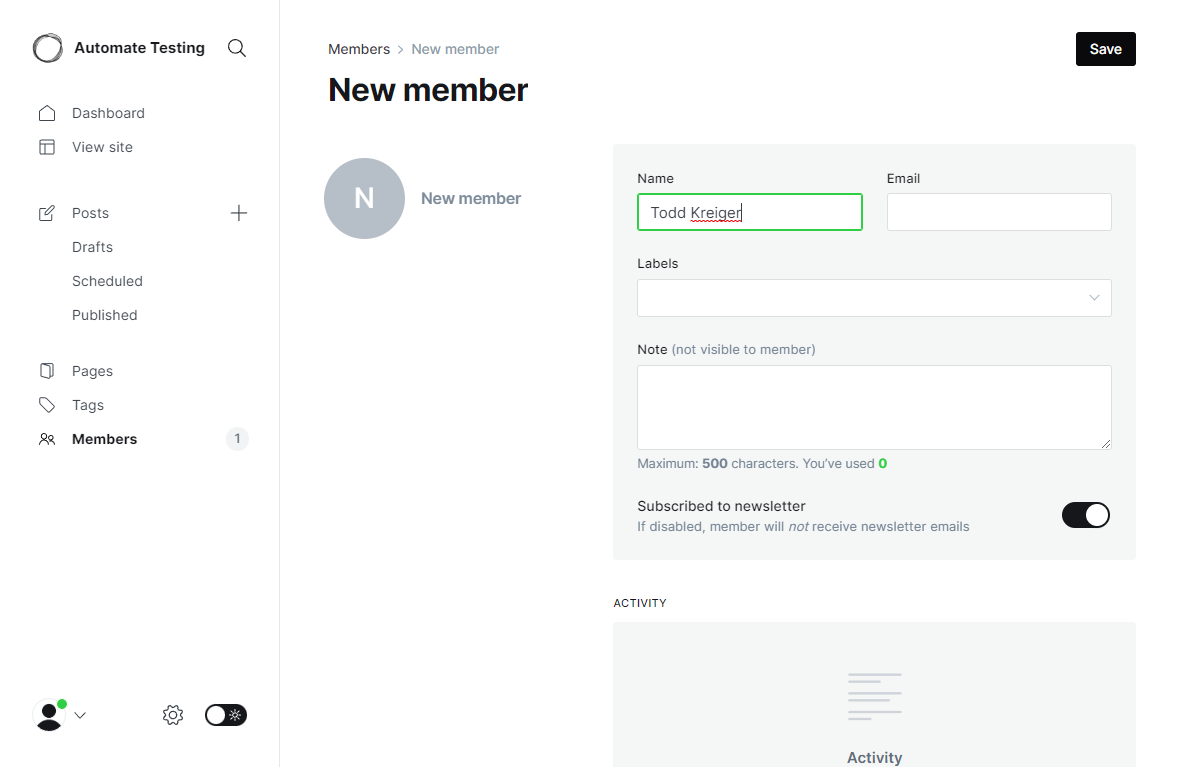 Automate Testing
Dashboard
View site
Posts
Drafts
Scheduled
Published
Pages
Tags
Members 1
Members > New member
New member
Save
N
New member
Name
Todd Kreiger
Email
Labels
Note (not visible to member)
Maximum: 500 characters. You’ve used 0
Subscribed to newsletter
If disabled, member will not receive newsletter emails
ACTIVITY
Activity